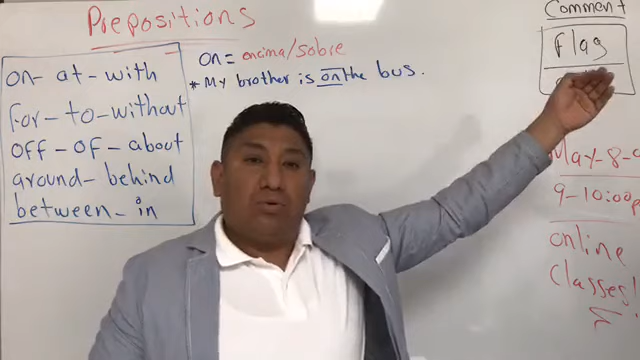 Prepositions
on - at - with
for - to - without
off - of - about
around - behind
between - in
on = encima/sobre
* My brother is on the bus.
Comment
flag
May - 8 -
9 - 10:00p
online
classes!